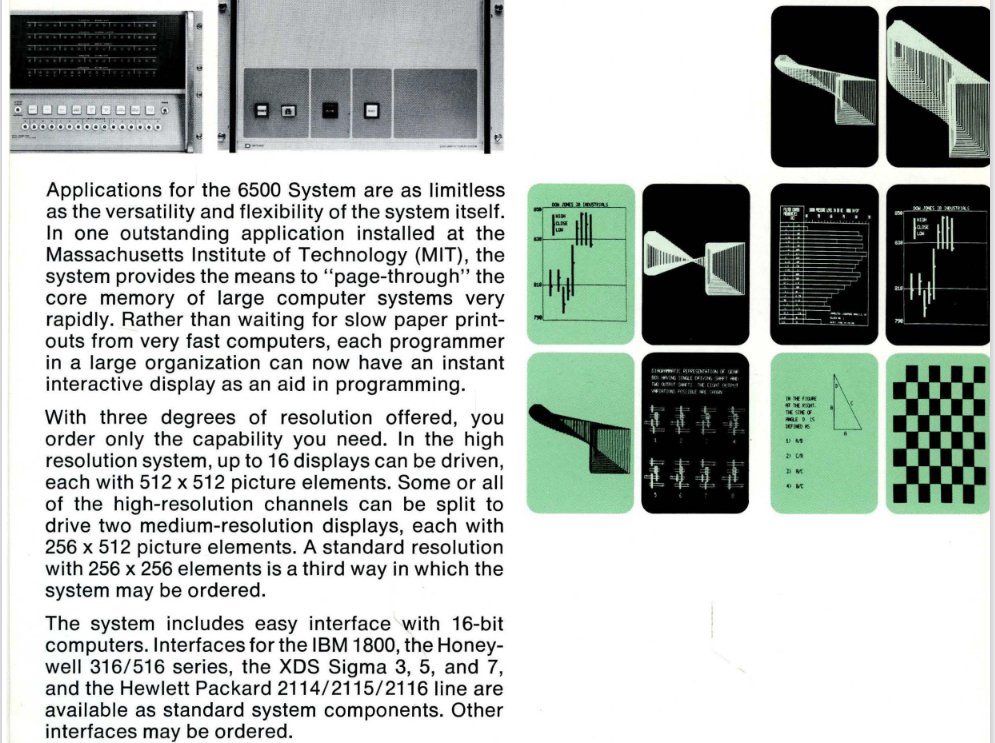 Applications for the 6500 System are as limitless
as the versatility and flexibility of the system itself.
In one outstanding application installed at the
Massachusetts Institute of Technology (MIT), the
system provides the means to “page-through” the
core memory of large computer systems very
rapidly. Rather than waiting for slow paper print-
outs from very fast computers, each programmer
in a large organization can now have an instant
interactive display as an aid in programming.
With three degrees of resolution offered, you
order only the capability you need. In the high
resolution system, up to 16 displays can be driven,
each with 512 x 512 picture elements. Some or all
of the high-resolution channels can be split to
drive two medium-resolution displays, each with
256 x 512 picture elements. A standard resolution
with 256 x 256 elements is a third way in which the
system may be ordered.
The system includes easy interface with 16-bit
computers. Interfaces for the IBM 1800, the Honey-
well 316/516 series, the XDS Sigma 3, 5, and 7,
and the Hewlett Packard 2114/2115/2116 line are
available as standard system components. Other
interfaces may be ordered.
DOW JONES 30 INDUSTRIALS
HIGH
CLOSE
LOW
830
810
790
DOW JONES 30 INDUSTRIALS
HIGH
CLOSE
LOW
830
810
790
DIAGRAMMATIC REPRESENTATION OF GEAR
BOX HAVING SINGLE DRIVING SHAFT AND
TWO OUTPUT SHAFTS. THE EIGHT OUTPUT
VARIATIONS POSSIBLE ARE SHOWN
1 2 3 4
5 6 7 8
IN THE FIGURE
AT THE RIGHT,
THE SINE OF
ANGLE D IS
DEFINED AS
1) A/B
2) C/A
3) A/C
4) B/C
D
C
B
A